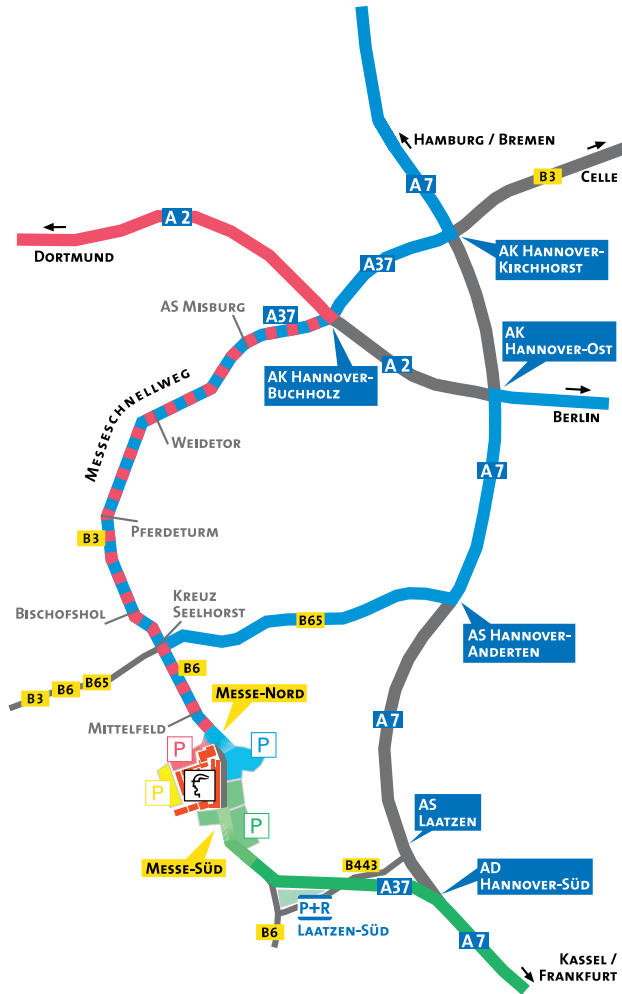 HAMBURG / BREMEN
A 7
B3
CELLE
A 2
DORTMUND
AK HANNOVER-
KIRCHHORST
A37
AS MISBURG
A37
AK
HANNOVER-OST
A 2
AK HANNOVER-
BUCHHOLZ
BERLIN
MESSESCHNELLWEG
WEIDETOR
A 7
PFERDETURM
B3
KREUZ
SEELHORST
BISCHOFSHOL
B65
AS HANNOVER-
ANDERTEN
B3
B6
B65
B6
MESSE-NORD
MITTELFELD
A 7
P
P
P
P
AS
LAATZEN
MESSE-SÜD
B443
A37
AD
HANNOVER-SÜD
P+R
LAATZEN-SÜD
B6
A 7
KASSEL /
FRANKFURT